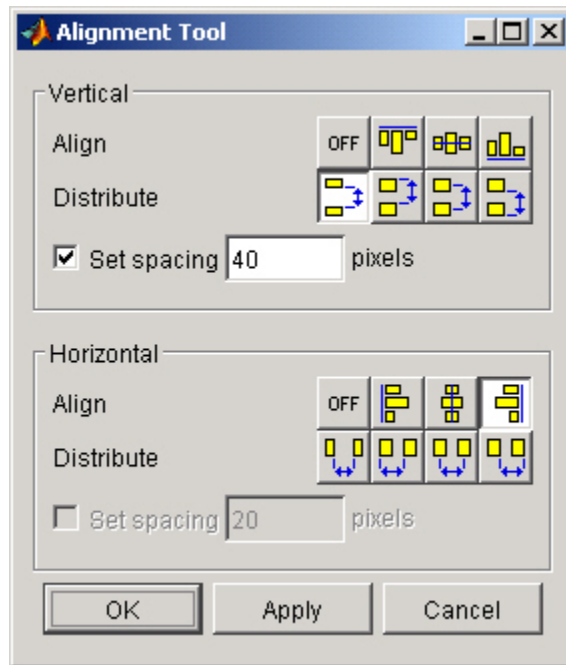 Alignment Tool
Vertical
Align OFF
Distribute
Set spacing 40 pixels
Horizontal
Align OFF
Distribute
Set spacing 20 pixels
OK Apply Cancel